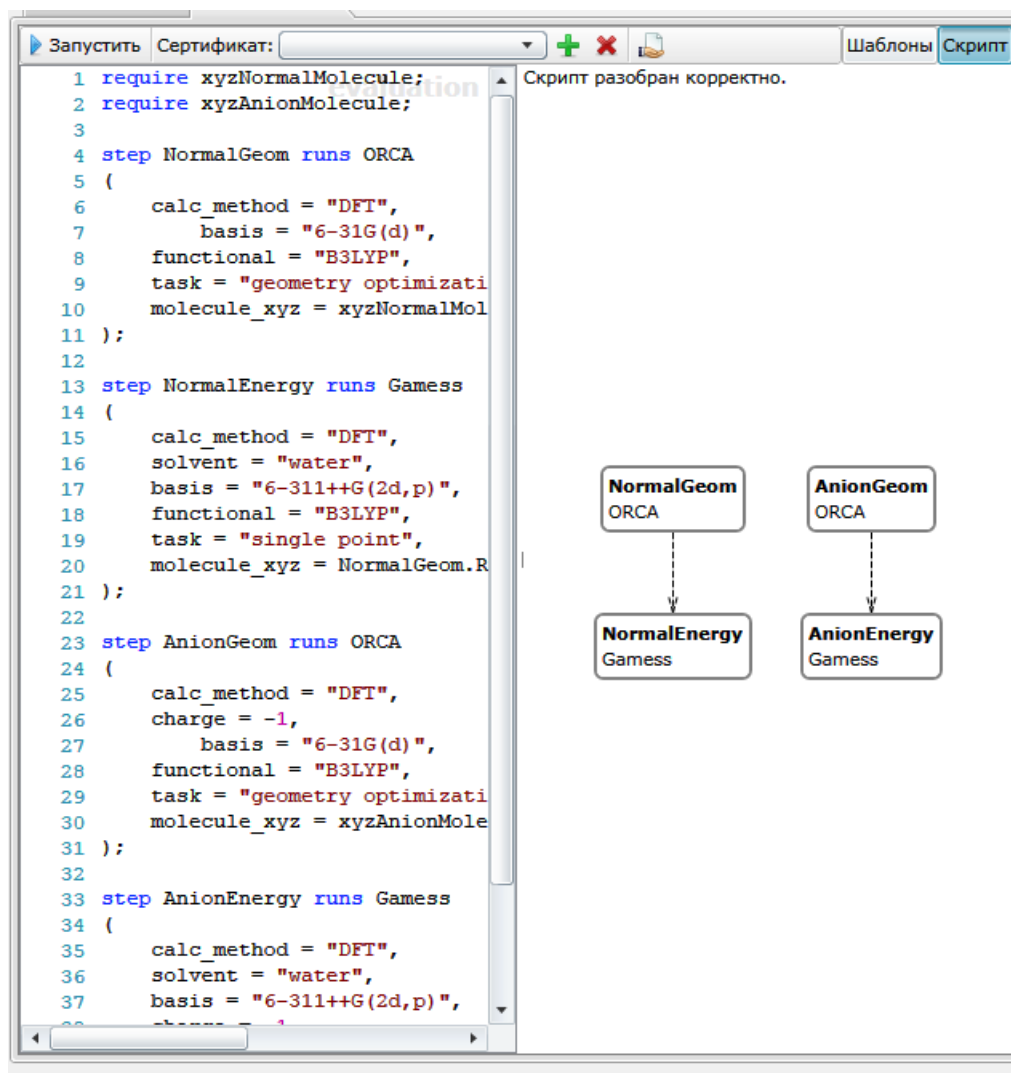 Запустить Сертификат: Шаблоны Скрипт
1 require xyzNormalMolecule;
evaluation
2 require xyzAnionMolecule;
3
4 step NormalGeom runs ORCA
5 (
6 calc_method = "DFT",
7 basis = "6-31G(d)",
8 functional = "B3LYP",
9 task = "geometry optimizati
10 molecule_xyz = xyzNormalMol
11 );
12
13 step NormalEnergy runs Gamess
14 (
15 calc_method = "DFT",
16 solvent = "water",
17 basis = "6-311++G(2d,p)",
18 functional = "B3LYP",
19 task = "single point",
20 molecule_xyz = NormalGeom.R
21 );
22
23 step AnionGeom runs ORCA
24 (
25 calc_method = "DFT",
26 charge = -1,
27 basis = "6-31G(d)",
28 functional = "B3LYP",
29 task = "geometry optimizati
30 molecule_xyz = xyzAnionMole
31 );
32
33 step AnionEnergy runs Gamess
34 (
35 calc_method = "DFT",
36 solvent = "water",
37 basis = "6-311++G(2d,p)",
Скрипт разобран корректно.
NormalGeom
ORCA
AnionGeom
ORCA
NormalEnergy
Gamess
AnionEnergy
Gamess